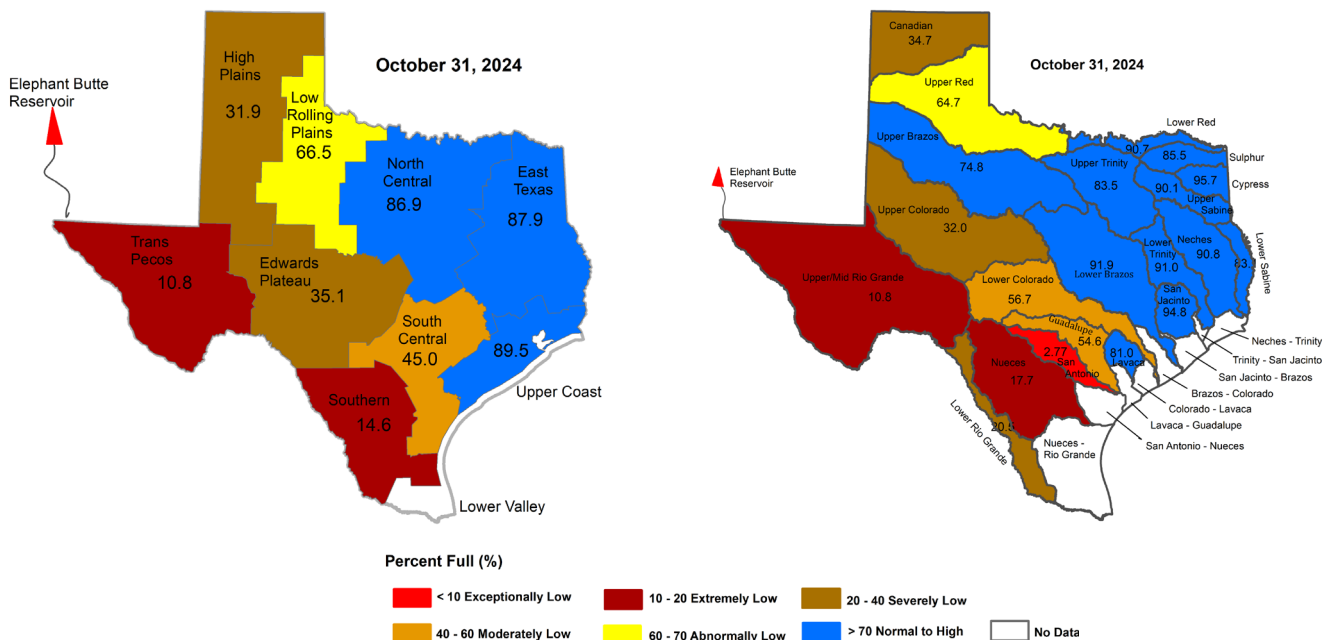 October 31, 2024
Elephant Butte
Reservoir
High
Plains
31.9
Low
Rolling
Plains
66.5
North
Central
86.9
East
Texas
87.9
Trans
Pecos
10.8
Edwards
Plateau
35.1
South
Central
45.0
89.5
Upper Coast
Southern
14.6
Lower Valley
October 31, 2024
Elephant Butte
Reservoir
Canadian
34.7
Upper Red
64.7
Lower Red
90.7
Upper Brazos
74.8
Upper Trinity
83.5
85.5
Sulphur
95.7
Cypress
90.1
Upper
Sabine
Upper Colorado
32.0
91.9
Lower Brazos
Lower
Trinity
91.0
Neches
90.8
83.
Lower Sabine
Upper/Mid Rio Grande
10.8
Lower Colorado
56.7
San
Jacinto
94.8
Guadalupe
54.6
2.77
San
Antonio
81.0
Lavaca
Nueces
17.7
20.5
Lower Rio Grande
Nueces -
Rio Grande
Neches - Trinity
Trinity - San Jacinto
San Jacinto - Brazos
Brazos - Colorado
Colorado - Lavaca
Lavaca - Guadalupe
San Antonio - Nueces
Percent Full (%)
< 10 Exceptionally Low
10 - 20 Extremely Low
20 - 40 Severely Low
40 - 60 Moderately Low
60 - 70 Abnormally Low
> 70 Normal to High
No Data